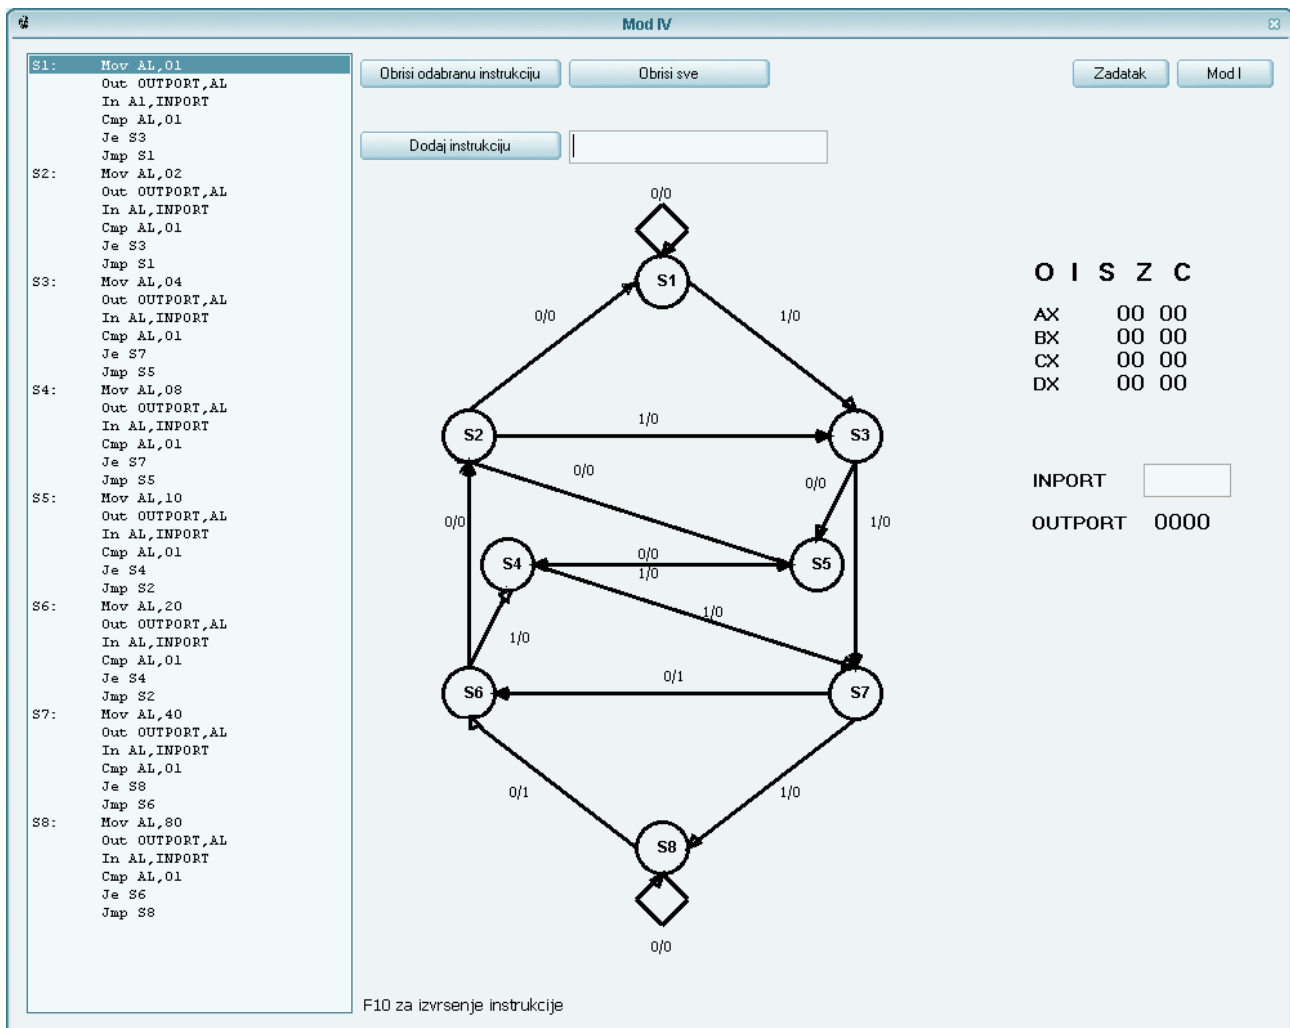 Mod IV
S1: Mov AL,01
Out OUTPORT,AL
In Al,INPORT
Cmp AL,01
Je S3
Jmp S1
S2: Mov AL,02
Out OUTPORT,AL
In AL,INPORT
Cmp AL,01
Je S3
Jmp S1
S3: Mov AL,04
Out OUTPORT,AL
In AL,INPORT
Cmp AL,01
Je S7
Jmp S5
S4: Mov AL,08
Out OUTPORT,AL
In AL,INPORT
Cmp AL,01
Je S7
Jmp S5
S5: Mov AL,10
Out OUTPORT,AL
In AL,INPORT
Cmp AL,01
Je S4
Jmp S2
S6: Mov AL,20
Out OUTPORT,AL
In AL,INPORT
Cmp AL,01
Je S4
Jmp S2
S7: Mov AL,40
Out OUTPORT,AL
In AL,INPORT
Cmp AL,01
Je S8
Jmp S6
S8: Mov AL,80
Out OUTPORT,AL
In AL,INPORT
Cmp AL,01
Je S6
Jmp S8
Obrisi odabranu instrukciju
Obrisi sve
Zadatak
Mod I
Dodaj instrukciju
0/0
S1
0/0
1/0
S2
1/0
S3
0/0
0/0
0/0
1/0
S4
0/0
1/0
S5
1/0
1/0
S6
0/1
S7
0/1
1/0
S8
0/0
O I S Z C
AX 00 00
BX 00 00
CX 00 00
DX 00 00
INPORT
OUTPORT 0000
F10 za izvrsenje instrukcije